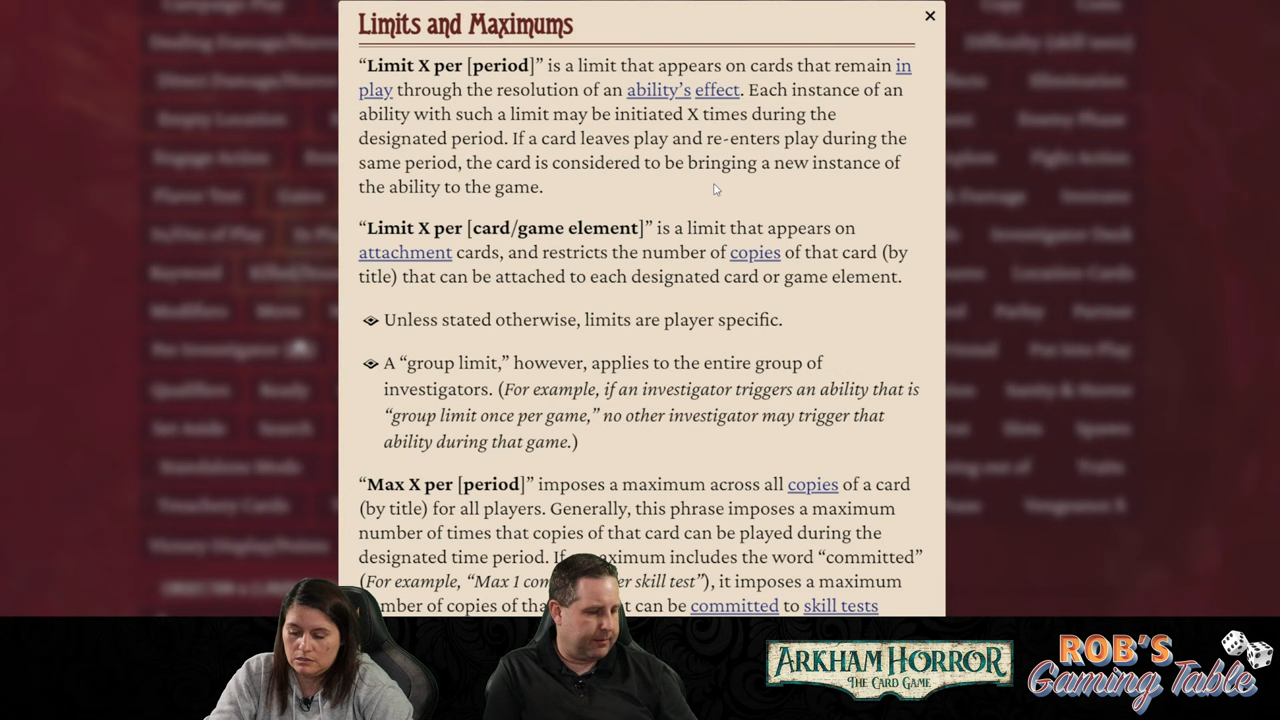 Limits and Maximums
×
“Limit X per [period]” is a limit that appears on cards that remain in
play through the resolution of an ability’s effect. Each instance of an
ability with such a limit may be initiated X times during the
designated period. If a card leaves play and re-enters play during the
same period, the card is considered to be bringing a new instance of
the ability to the game.
“Limit X per [card/game element]” is a limit that appears on
attachment cards, and restricts the number of copies of that card (by
title) that can be attached to each designated card or game element.
Unless stated otherwise, limits are player specific.
A “group limit,” however, applies to the entire group of
investigators. (For example, if an investigator triggers an ability that is
“group limit once per game,” no other investigator may trigger that
ability during that game.)
“Max X per [period]” imposes a maximum across all copies of a card
(by title) for all players. Generally, this phrase imposes a maximum
number of times that copies of that card can be played during the
designated time period. If maximum includes the word “committed”
(For example, “Max 1 skill test”), it imposes a maximum
number of copies of can be committed to skill tests
ARKHAM HORROR
THE CARD GAME
ROB’S
Gaming Table